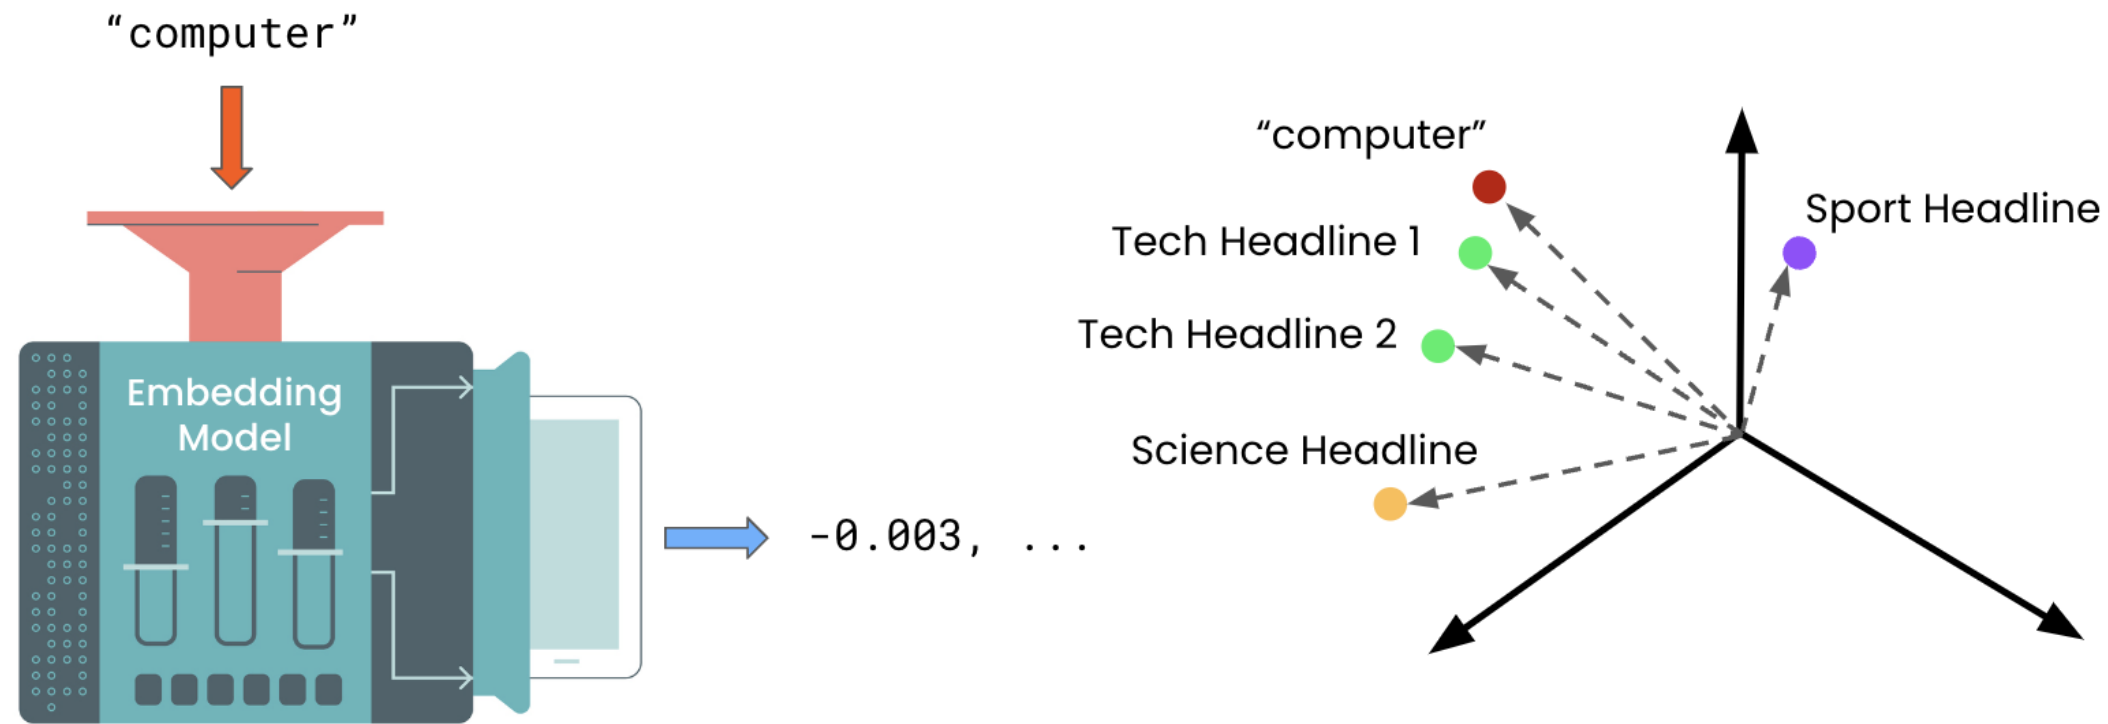 “computer”
Embedding
Model
-0.003, ...
“computer”
Tech Headline 1
Tech Headline 2
Science Headline
Sport Headline